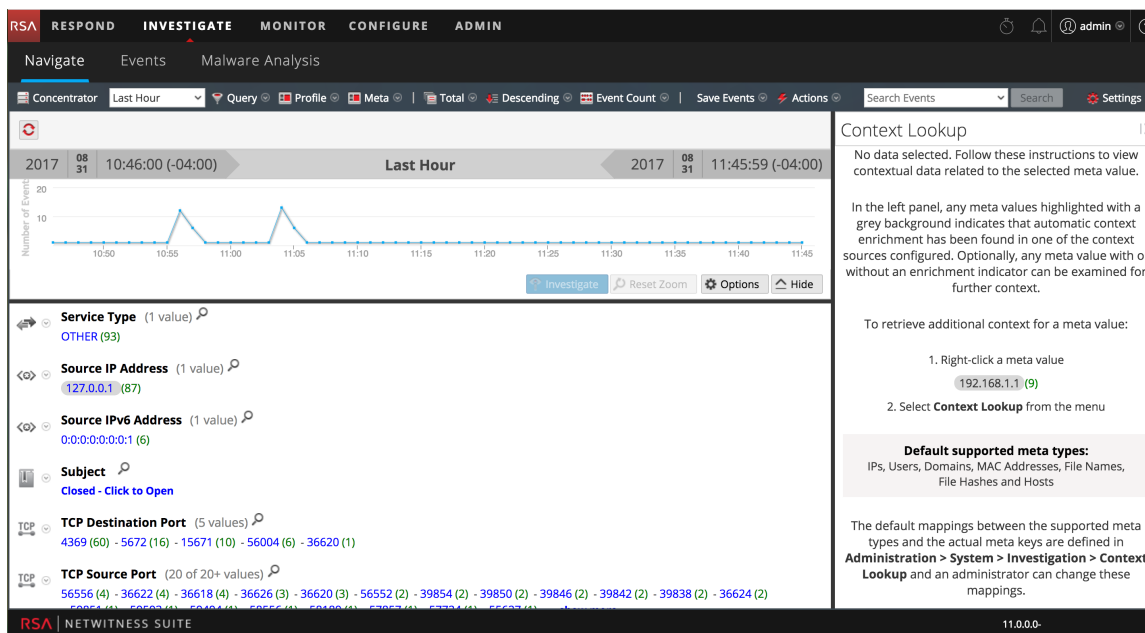 RSA RESPOND INVESTIGATE MONITOR CONFIGURE ADMIN admin
Navigate Events Malware Analysis
Concentrator Last Hour Query Profile Meta | Total Descending Event Count | Save Events Actions Search Events Search Settings
2017 08 31 10:46:00 (-04:00) Last Hour 2017 08 31 11:45:59 (-04:00)
Number of Event
20
10
10:50 10:55 11:00 11:05 11:10 11:15 11:20 11:25 11:30 11:35 11:40 11:45
Investigate Reset Zoom Options Hide
Service Type (1 value)
OTHER (93)
Source IP Address (1 value)
127.0.0.1 (87)
Source IPv6 Address (1 value)
0:0:0:0:0:0:0:1 (6)
Subject
Closed - Click to Open
TCP TCP Destination Port (5 values)
4369 (60) - 5672 (16) - 15671 (10) - 56004 (6) - 36620 (1)
TCP TCP Source Port (20 of 20+ values)
56556 (4) - 36622 (4) - 36618 (4) - 36626 (3) - 36620 (3) - 56552 (2) - 39854 (2) - 39850 (2) - 39846 (2) - 39842 (2) - 39838 (2) - 36624 (2)
Context Lookup
No data selected. Follow these instructions to view
contextual data related to the selected meta value.
In the left panel, any meta values highlighted with a
grey background indicates that automatic context
enrichment has been found in one of the context
sources configured. Optionally, any meta value with o
without an enrichment indicator can be examined for
further context.
To retrieve additional context for a meta value:
1. Right-click a meta value
192.168.1.1 (9)
2. Select Context Lookup from the menu
Default supported meta types:
IPs, Users, Domains, MAC Addresses, File Names,
File Hashes and Hosts
The default mappings between the supported meta
types and the actual meta keys are defined in
Administration > System > Investigation > Context
Lookup and an administrator can change these
mappings.
RSA | NETWITNESS SUITE 11.0.0.0-